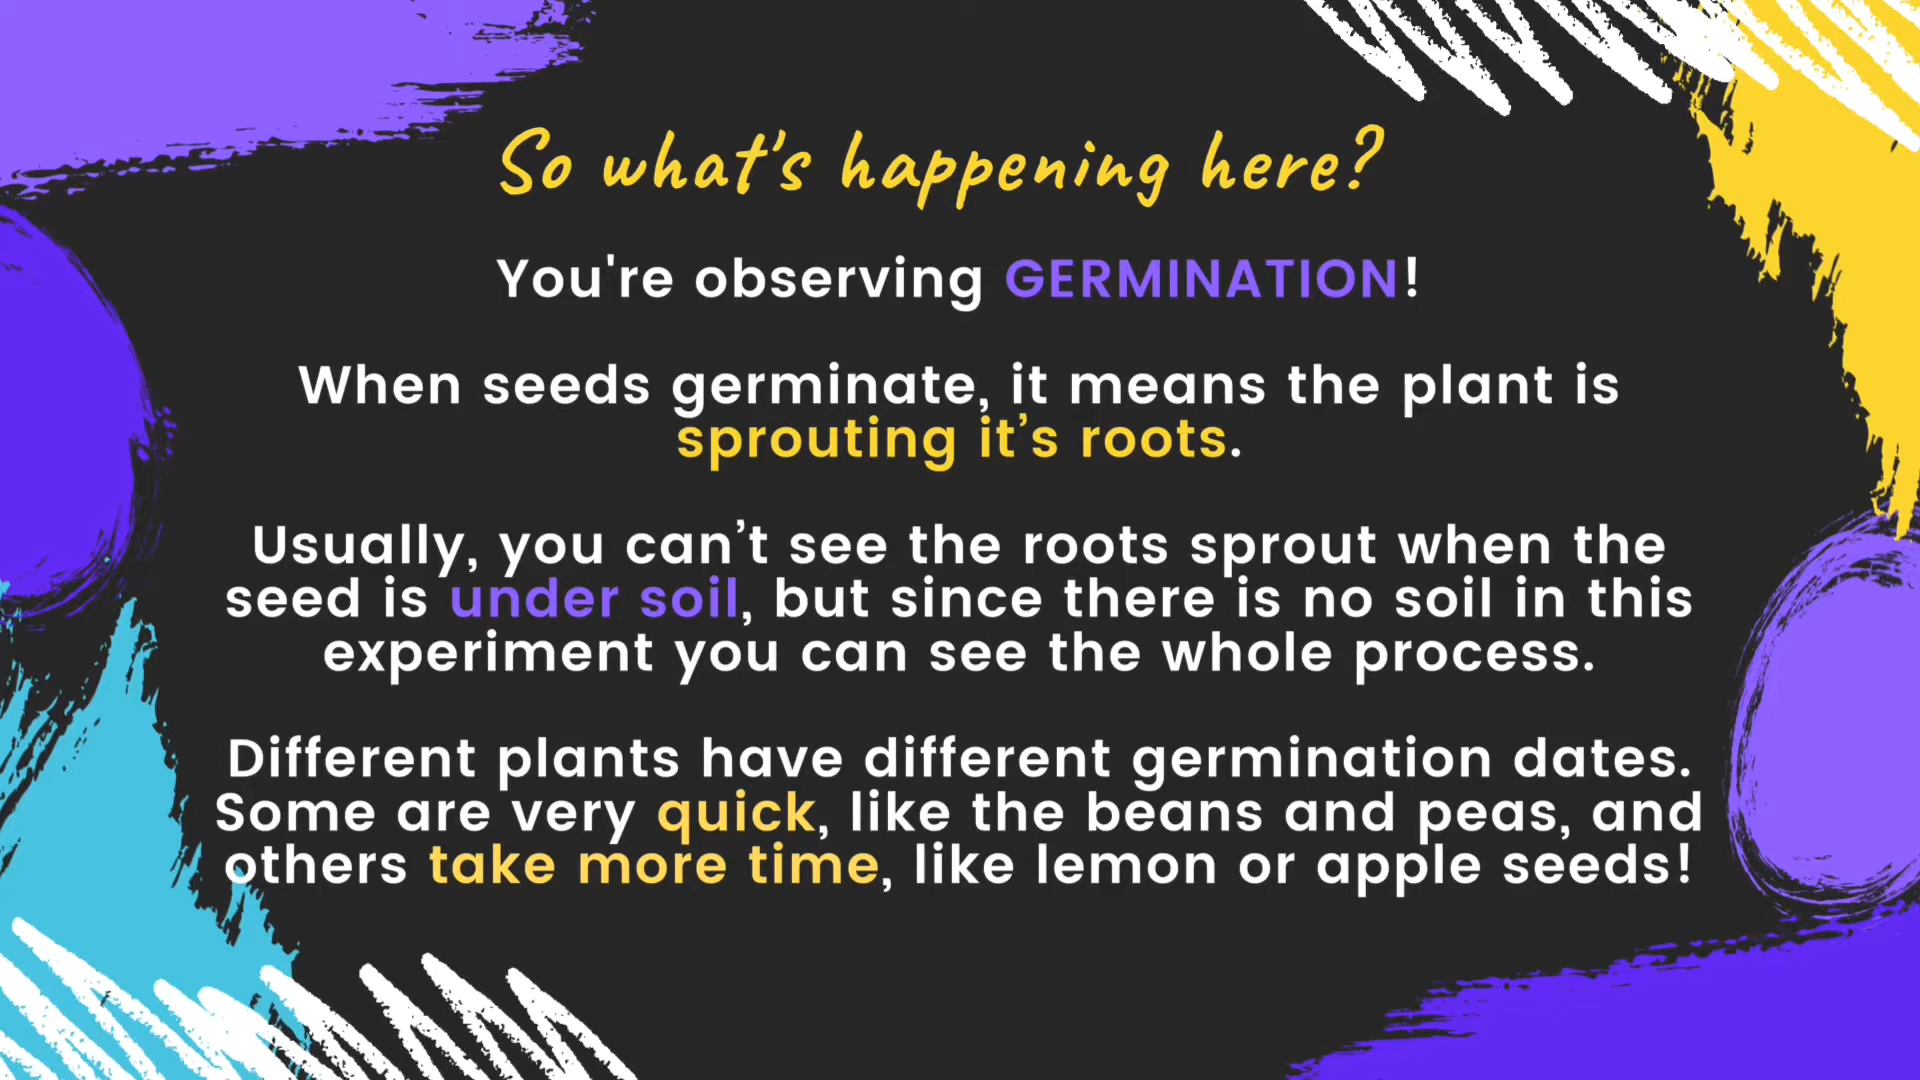 So what's happening here?
You're observing GERMINATION!
When seeds germinate, it means the plant is
sprouting it’s roots.
Usually, you can’t see the roots sprout when the
seed is under soil, but since there is no soil in this
experiment you can see the whole process.
Different plants have different germination dates.
Some are very quick, like the beans and peas, and
others take more time, like lemon or apple seeds!